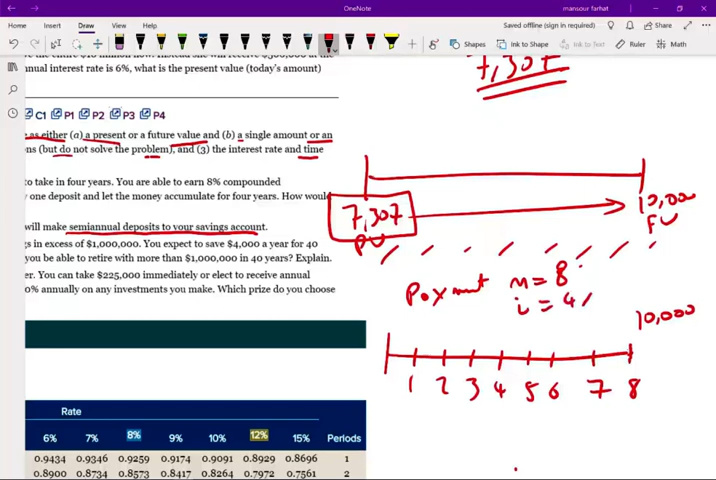 OneNote
mansour farhat
Home Insert Draw View Help
Saved offline (sign in required) Share
Shapes Ink to Shape Ink to Text Ruler Math
nnual interest rate is 6%, what is the present value (today's amount)
7,307
C1 P1 P2 P3 P4
as either (a) a present or a future value and (b) a single amount or an
ns (but do not solve the problem), and (3) the interest rate and time
to take in four years. You are able to earn 8% compounded
one deposit and let the money accumulate for four years. How would
will make semiannual deposits to your savings account.
gs in excess of $1,000,000. You expect to save $4,000 a year for 40
you be able to retire with more than $1,000,000 in 40 years? Explain.
er. You can take $225,000 immediately or elect to receive annual
0% annually on any investments you make. Which prize do you choose
7,307
PV
10,000
FV
Payment n = 8
i = 4/
10,000
1 2 3 4 5 6 7 8
Rate
6% 7% 8% 9% 10% 11% 12% 15% Periods
0.9434 0.9346 0.9259 0.9174 0.9091 0.8929 0.8696 1
0.8900 0.8734 0.8573 0.8417 0.8264 0.7972 0.7561 2